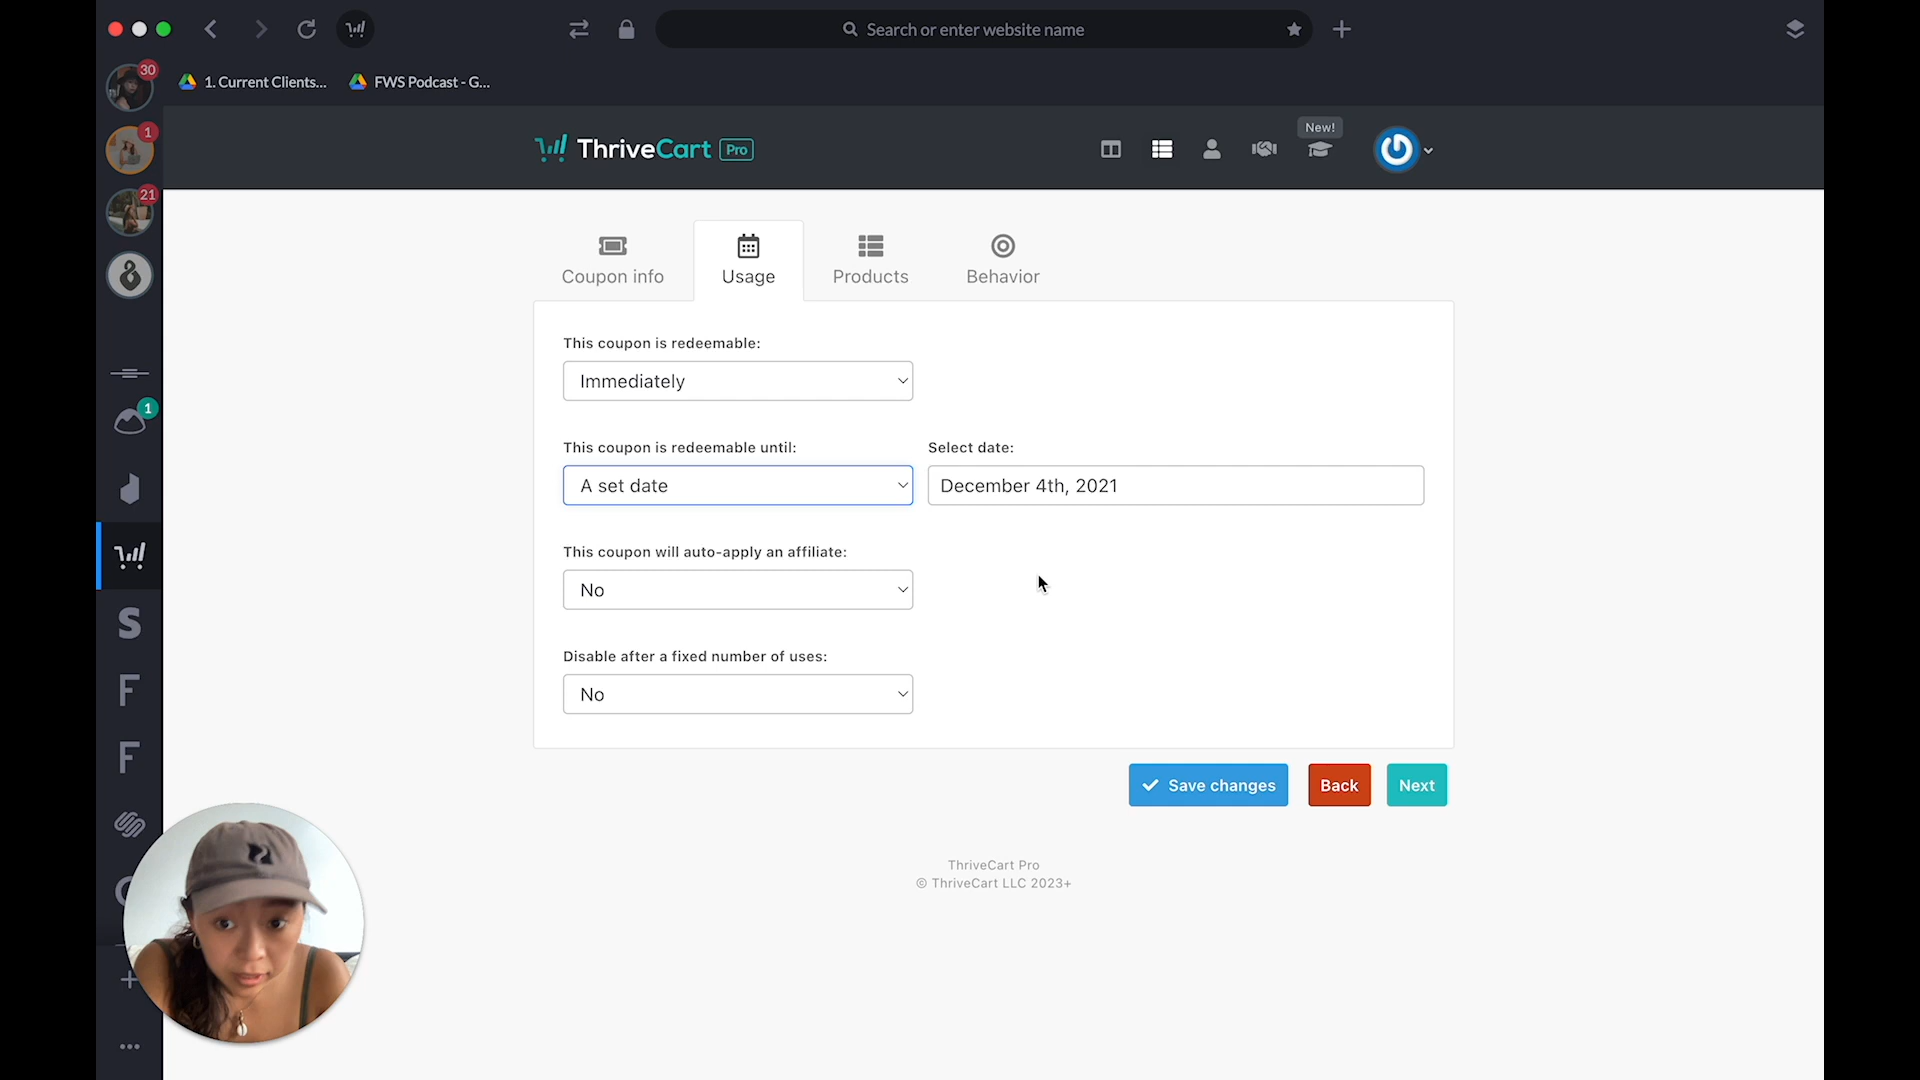 Search or enter website name
30
1. Current Clients...
FWS Podcast - G...
1
ThriveCart Pro
New!
21
Coupon info
Usage
Products
Behavior
This coupon is redeemable:
Immediately
1
This coupon is redeemable until:
Select date:
A set date
December 4th, 2021
This coupon will auto-apply an affiliate:
No
S
Disable after a fixed number of uses:
F
No
F
Save changes
Back
Next
ThriveCart Pro
© ThriveCart LLC 2023+